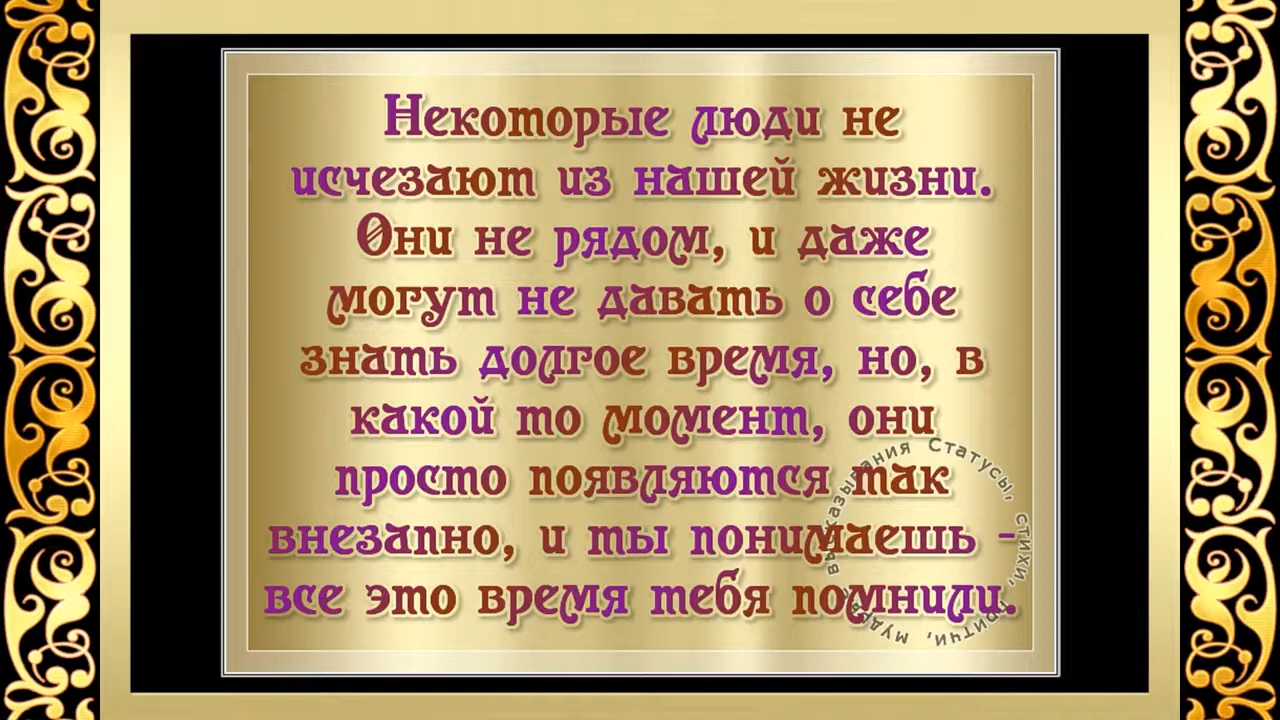 Некоторые люди не
исчезают из нашей жизни.
Они не рядом, и даже
могут не давать о себе
знать долгое время, но, в
какой то момент, они
просто появляются так
внезапно, и ты понимаешь -
все это время тебя помнили.
Статусы, стихи, притчи, мудрые высказывания